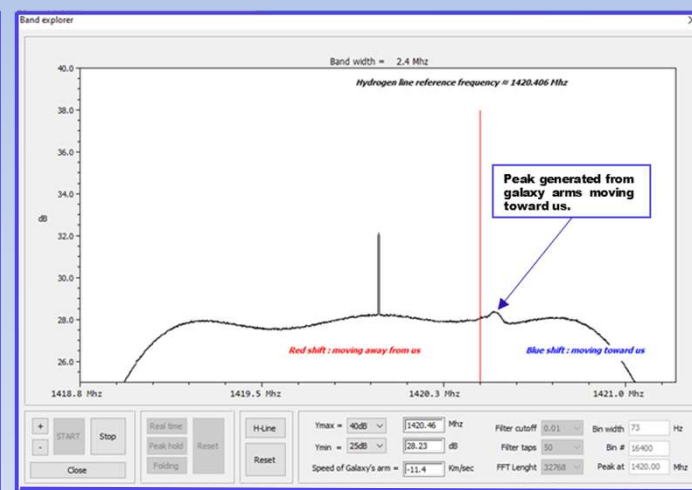 Band explorer
Band width = 2.4 Mhz
Hydrogen line reference frequency ≈ 1420.406 Mhz
40.0
38.0
36.0
34.0
dB
32.0
30.0
28.0
26.0
Peak generated from
galaxy arms moving
toward us.
Red shift : moving away from us
Blue shift : moving toward us
1418.8 Mhz 1419.5 Mhz 1420.3 Mhz 1421.0 Mhz
+
-
START
Stop
Close
Real time
Peak hold
Folding
Reset
H-Line
Reset
Ymax = 40dB 1420.46 Mhz
Ymin = 25dB 28.23 dB
Speed of Galaxy's arm = -11.4 Km/sec
Filter cutoff 0.01 Bin width 73 Hz
Filter taps 50 Bin # 16400
FFT Lenght 32768 Peak at 1420.00 Mhz